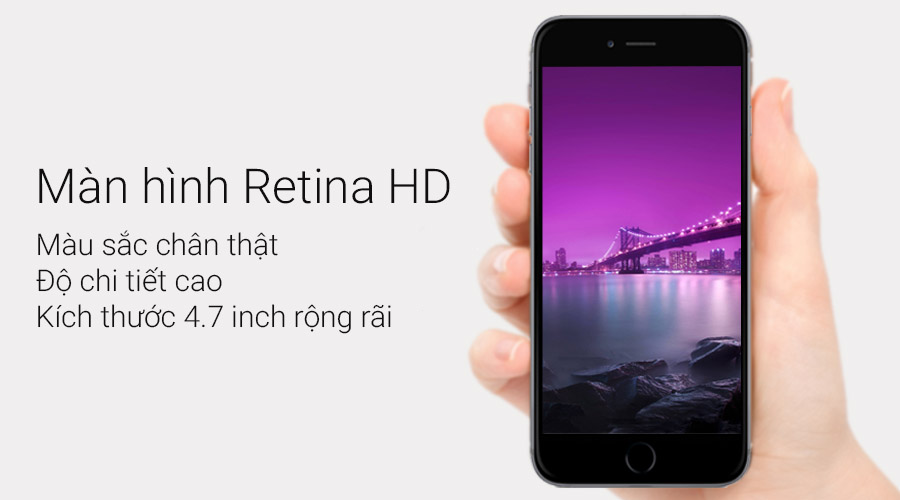 Màn hình Retina HD
Màu sắc chân thật
Độ chi tiết cao
Kích thước 4.7 inch rộng rãi